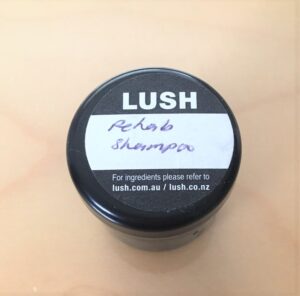 LUSH
Rehab
Shampoo
For ingredients please refer to
lush.com.au / lush.co.nz